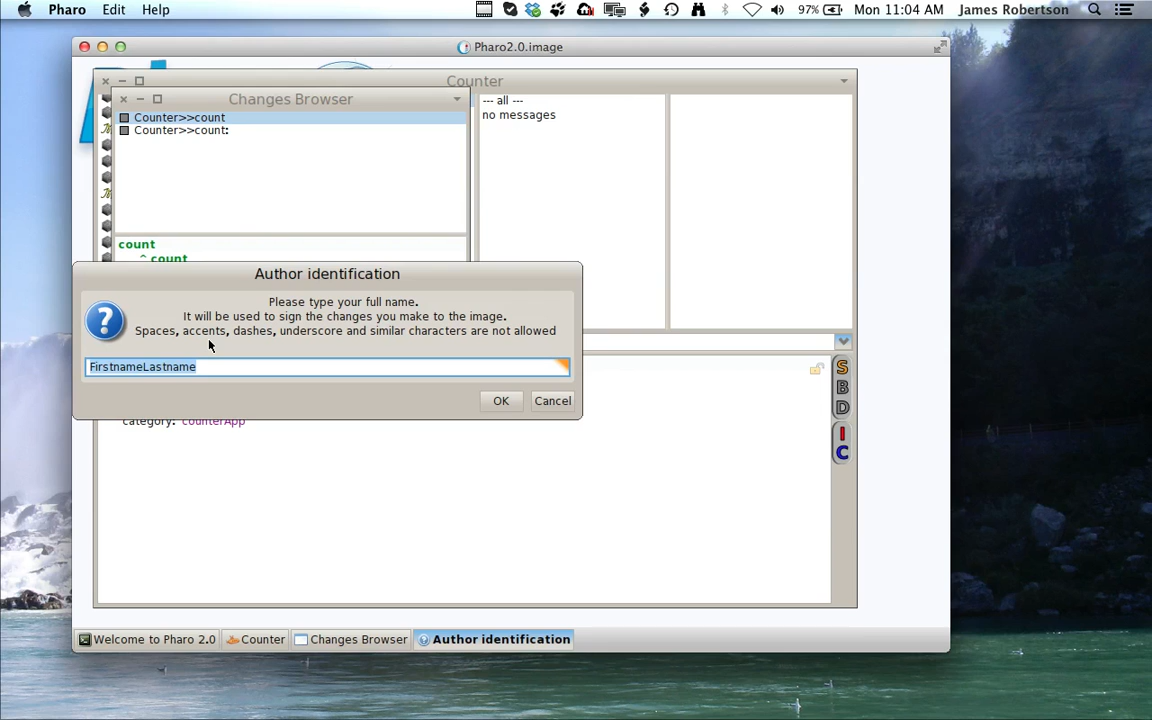 Pharo Edit Help 97% Mon 11:04 AM James Robertson
Pharo2.0.image
Counter
Changes Browser
Counter>>count
Counter>>count:
--- all ---
no messages
count
^ count
Author identification
Please type your full name.
It will be used to sign the changes you make to the image.
Spaces, accents, dashes, underscore and similar characters are not allowed
FirstnameLastname
OK Cancel
category: counterApp
S
B
D
I
C
Welcome to Pharo 2.0 Counter Changes Browser Author identification